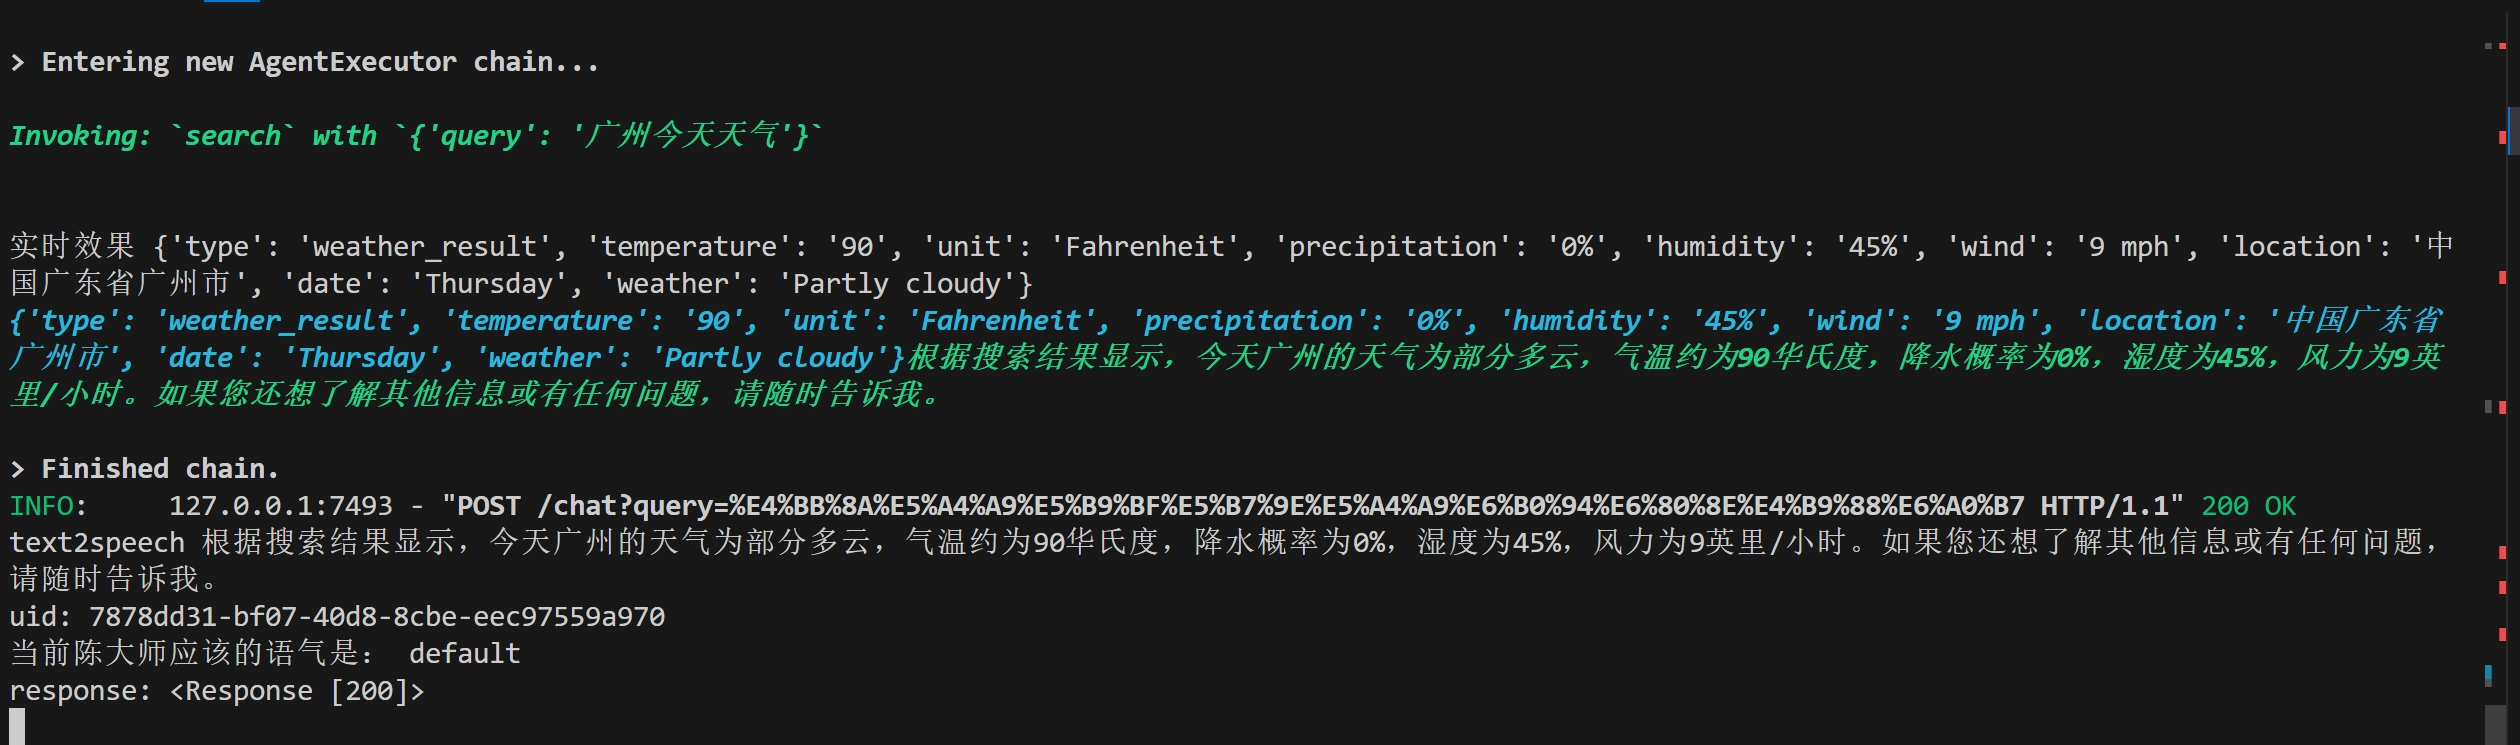 > Entering new AgentExecutor chain...
Invoking: `search` with `{'query': '广州今天天气'}`
实时效果 {'type': 'weather_result', 'temperature': '90', 'unit': 'Fahrenheit', 'precipitation': '0%', 'humidity': '45%', 'wind': '9 mph', 'location': '中
国广东省广州市', 'date': 'Thursday', 'weather': 'Partly cloudy'}
{'type': 'weather_result', 'temperature': '90', 'unit': 'Fahrenheit', 'precipitation': '0%', 'humidity': '45%', 'wind': '9 mph', 'location': '中国广东省
广州市', 'date': 'Thursday', 'weather': 'Partly cloudy'}根据搜索结果显示，今天广州的天气为部分多云，气温约为90华氏度，降水概率为0%，湿度为45%，风力为9英
里/小时。如果您还想了解其他信息或有任何问题，请随时告诉我。
> Finished chain.
INFO:     127.0.0.1:7493 - "POST /chat?query=%E4%BB%8A%E5%A4%A9%E5%B9%BF%E5%B7%9E%E5%A4%A9%E6%B0%94%E6%80%8E%E4%B9%88%E6%A0%B7 HTTP/1.1" 200 OK
text2speech 根据搜索结果显示，今天广州的天气为部分多云，气温约为90华氏度，降水概率为0%，湿度为45%，风力为9英里/小时。如果您还想了解其他信息或有任何问题，
请随时告诉我。
uid: 7878dd31-bf07-40d8-8cbe-eec97559a970
当前陈大师应该的语气是： default
response: <Response [200]>